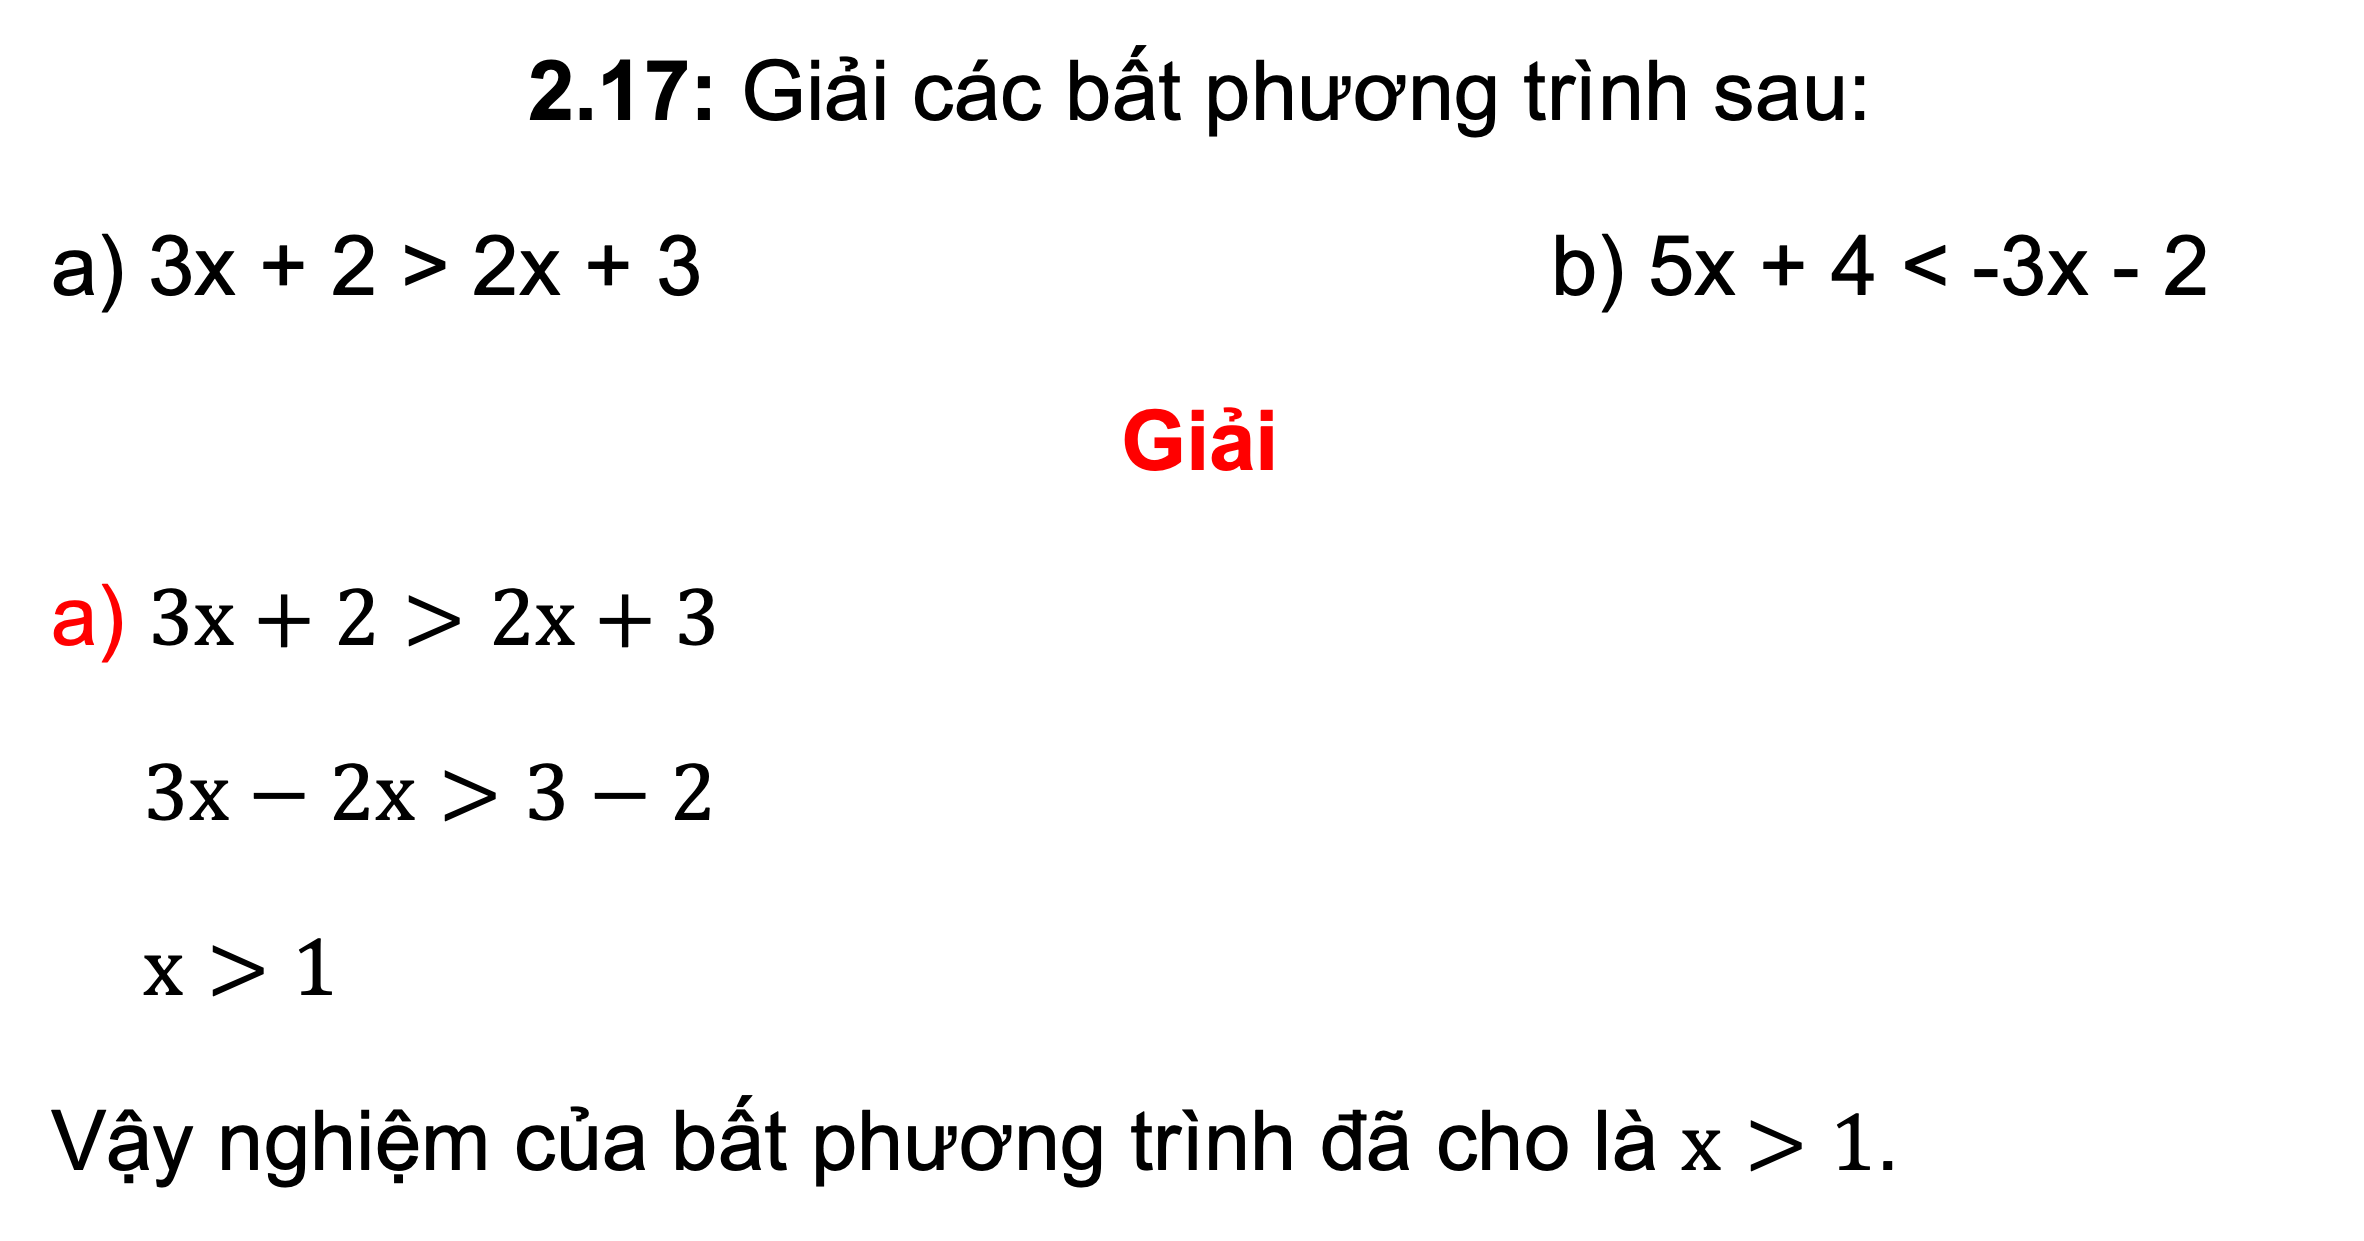 2.17: Giải các bất phương trình sau:
a) 3x + 2 > 2x + 3 b) 5x + 4 < -3x - 2
Giải
a) 3x + 2 > 2x + 3
3x − 2x > 3 − 2
x > 1
Vậy nghiệm của bất phương trình đã cho là x > 1.